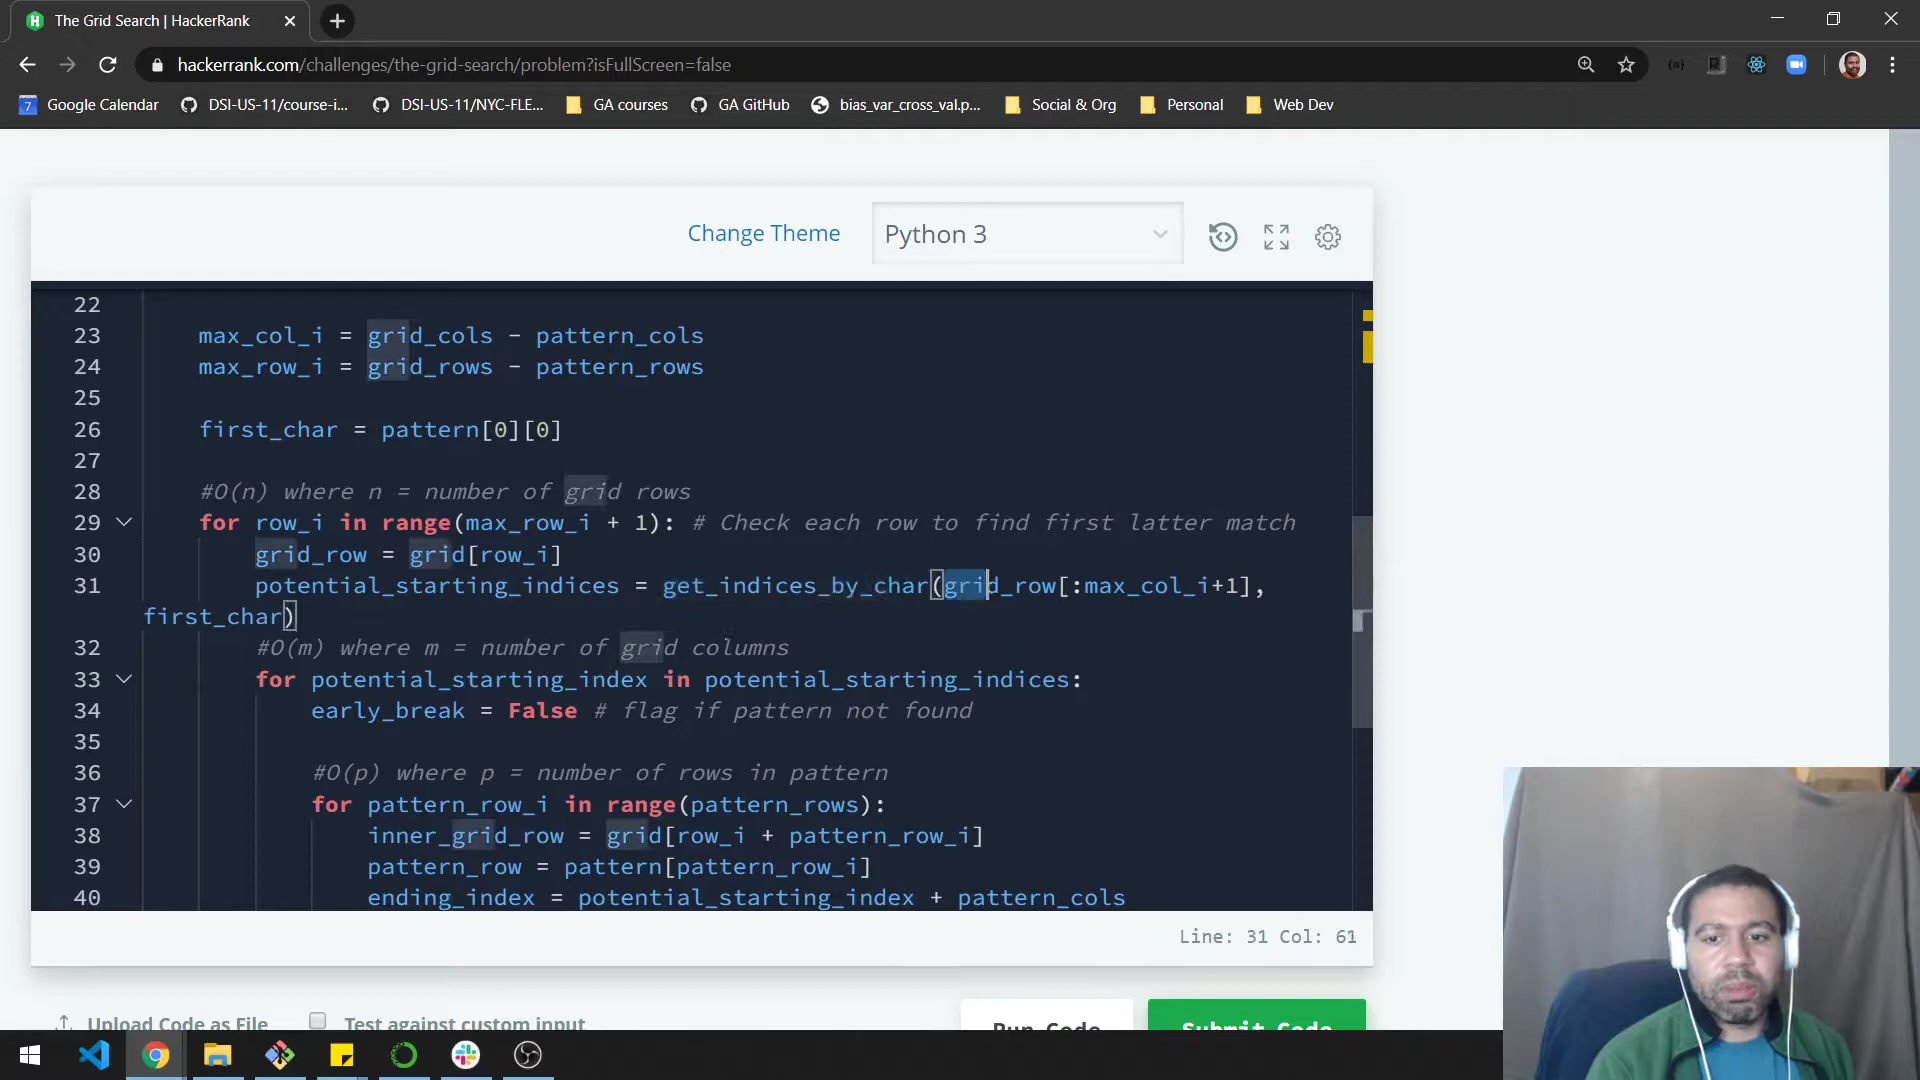 The Grid Search | HackerRank
hackerrank.com/challenges/the-grid-search/problem?isFullScreen=false
7 Google Calendar DSI-US-11/course-i... DSI-US-11/NYC-FLE... GA courses GA GitHub bias_var_cross_val.p... Social & Org Personal Web Dev
Change Theme Python 3
22
23 max_col_i = grid_cols - pattern_cols
24 max_row_i = grid_rows - pattern_rows
25
26 first_char = pattern[0][0]
27
28 #O(n) where n = number of grid rows
29 for row_i in range(max_row_i + 1): # Check each row to find first latter match
30 grid_row = grid[row_i]
31 potential_starting_indices = get_indices_by_char(grid_row[:max_col_i+1],
first_char)
32 #O(m) where m = number of grid columns
33 for potential_starting_index in potential_starting_indices:
34 early_break = False # flag if pattern not found
35
36 #O(p) where p = number of rows in pattern
37 for pattern_row_i in range(pattern_rows):
38 inner_grid_row = grid[row_i + pattern_row_i]
39 pattern_row = pattern[pattern_row_i]
40 ending_index = potential_starting_index + pattern_cols
Line: 31 Col: 61
Upload Code as File Test against custom input Run Code Submit Code